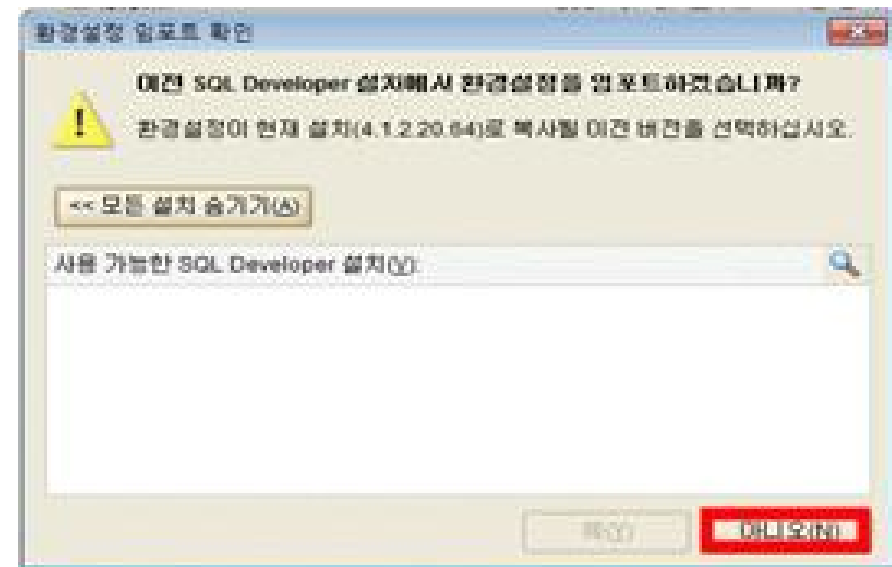 환경설정 임포트 확인
이전 SQL Developer 설치에서 환경설정을 임포트하겠습니까?
환경설정이 현재 설치(4.1.2.20.64)로 복사될 이전 버전을 선택하십시오.
<< 모든 설치 숨기기(A)
사용 가능한 SQL Developer 설치(V):
예(Y)
아니오(N)